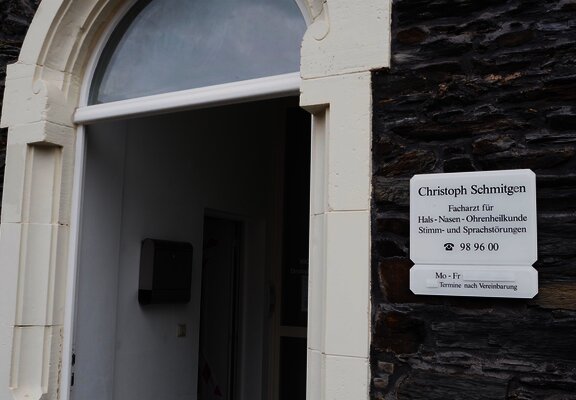 Christoph Schmitgen
Facharzt für
Hals - Nasen - Ohrenheilkunde
Stimm- und Sprachstörungen
☎ 98 96 00
Mo - Fr
Termine nach Vereinbarung